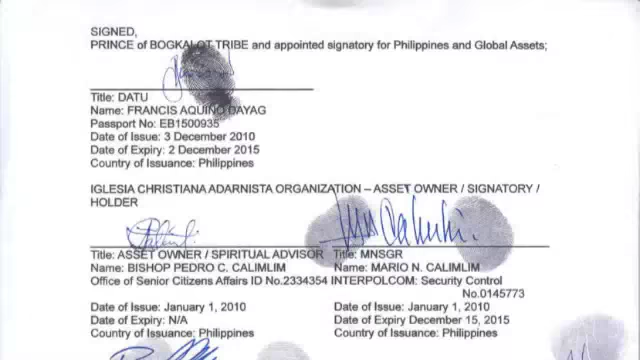 SIGNED,
PRINCE of BOGKALOT TRIBE and appointed signatory for Philippines and Global Assets;
Title: DATU
Name: FRANCIS AQUINO DAYAG
Passport No: EB1500935
Date of Issue: 3 December 2010
Date of Expiry: 2 December 2015
Country of Issuance: Philippines
IGLESIA CHRISTIANA ADARNISTA ORGANIZATION – ASSET OWNER / SIGNATORY /
HOLDER
Title: ASSET OWNER / SPIRITUAL ADVISOR Title: MNSGR
Name: BISHOP PEDRO C. CALIMLIM Name: MARIO N. CALIMLIM
Office of Senior Citizens Affairs ID No.2334354 INTERPOLCOM: Security Control
No.0145773
Date of Issue: January 1, 2010 Date of Issue: January 1, 2010
Date of Expiry: N/A Date of Expiry December 15, 2015
Country of Issuance: Philippines Country of Issuance: Philippines